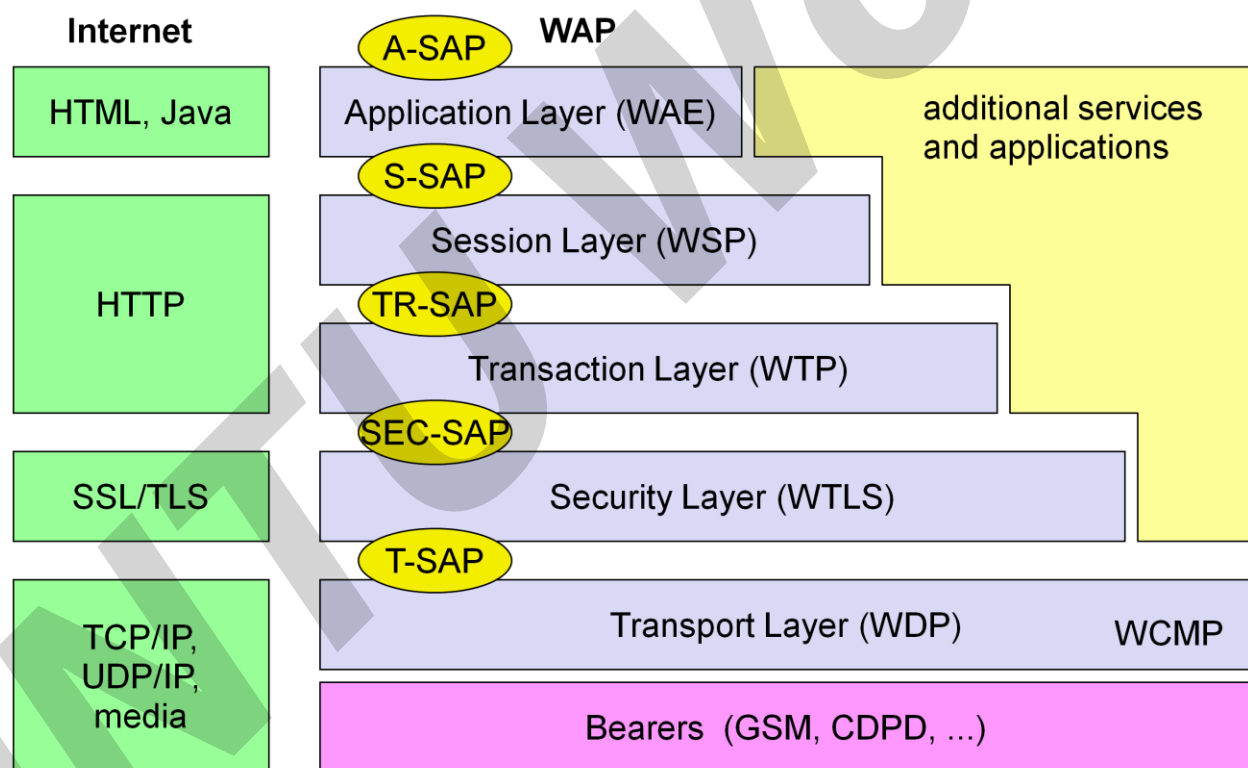 Internet
WAP
A-SAP
HTML, Java
Application Layer (WAE)
additional services
and applications
S-SAP
Session Layer (WSP)
HTTP
TR-SAP
Transaction Layer (WTP)
SEC-SAP
SSL/TLS
Security Layer (WTLS)
T-SAP
TCP/IP,
UDP/IP,
media
Transport Layer (WDP)
WCMP
Bearers (GSM, CDPD, ...)